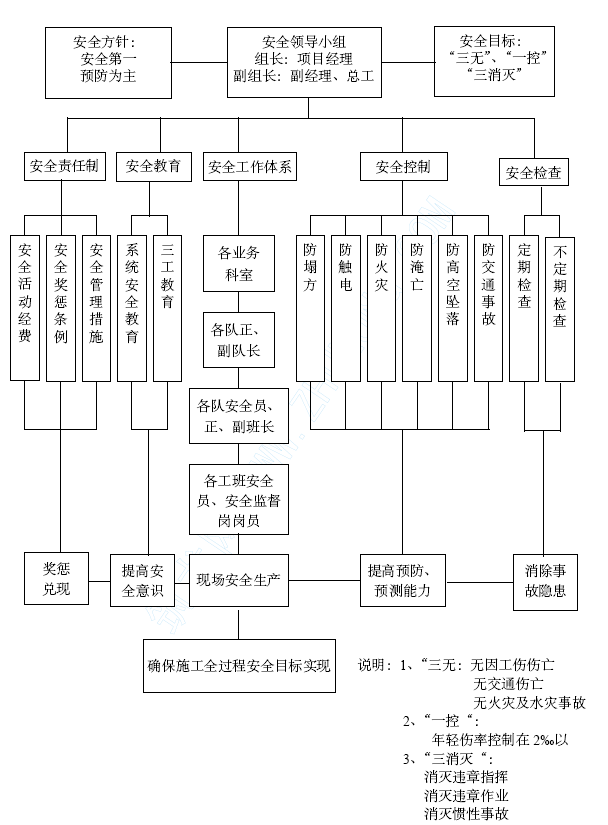 安全方针：
安全第一
预防为主
安全领导小组
组长：项目经理
副组长：副经理、总工
安全目标：
“三无”、“一控”
“三消灭”
安全责任制
安全教育
安全工作体系
安全控制
安全检查
安全活动经费
安全奖惩条例
安全管理措施
系统安全教育
三工教育
各业务
科室
各队正、
副队长
各队安全员、
正、副班长
各工班安全
员、安全监督
岗岗员
防塌方
防触电
防火灾
防淹亡
防高空坠落
防交通事故
定期检查
不定期检查
奖惩
兑现
提高安
全意识
现场安全生产
提高预防、
预测能力
消除事
故隐患
确保施工全过程安全目标实现
说明：1、“三无：无因工伤伤亡
无交通伤亡
无火灾及水灾事故
2、“一控“：
年轻伤率控制在2‰以
3、“三消灭“：
消灭违章指挥
消灭违章作业
消灭惯性事故